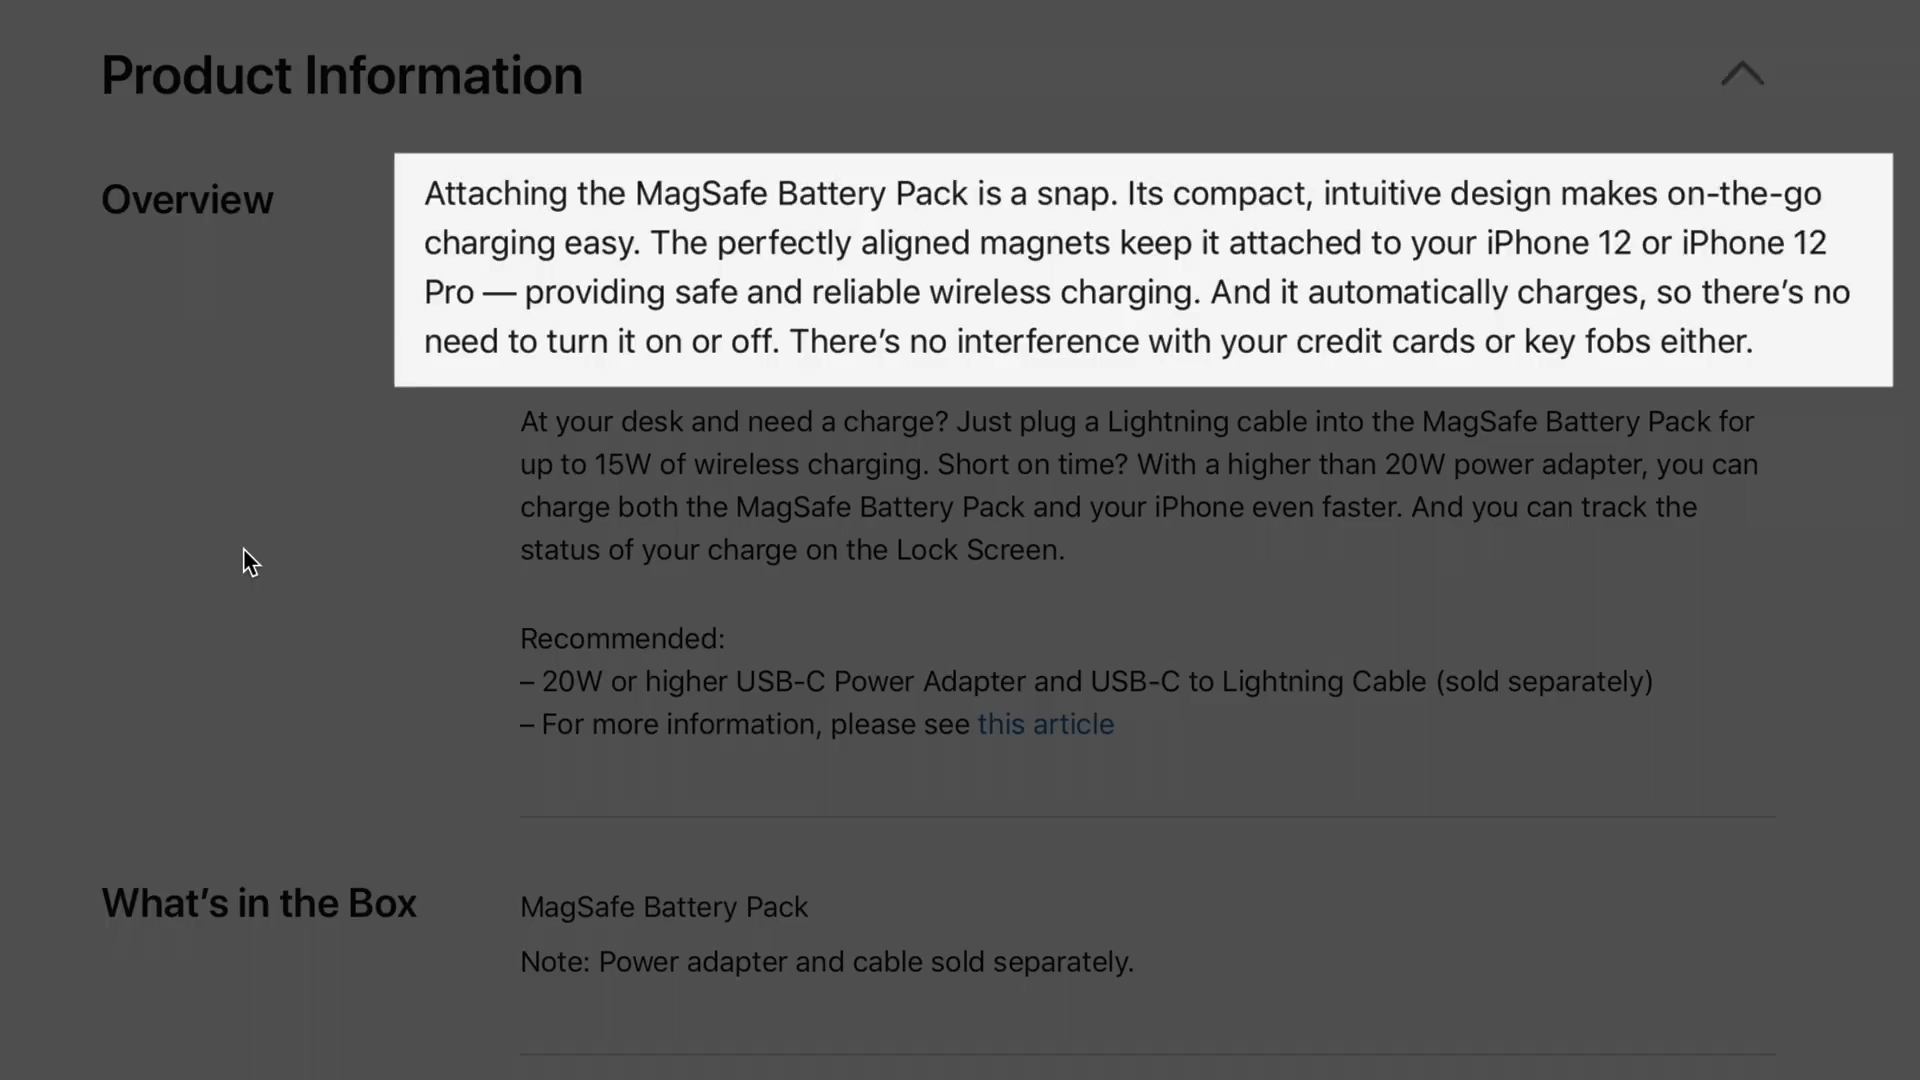 Product Information
Overview
Attaching the MagSafe Battery Pack is a snap. Its compact, intuitive design makes on-the-go
charging easy. The perfectly aligned magnets keep it attached to your iPhone 12 or iPhone 12
Pro — providing safe and reliable wireless charging. And it automatically charges, so there’s no
need to turn it on or off. There’s no interference with your credit cards or key fobs either.
At your desk and need a charge? Just plug a Lightning cable into the MagSafe Battery Pack for
up to 15W of wireless charging. Short on time? With a higher than 20W power adapter, you can
charge both the MagSafe Battery Pack and your iPhone even faster. And you can track the
status of your charge on the Lock Screen.
Recommended:
– 20W or higher USB-C Power Adapter and USB-C to Lightning Cable (sold separately)
– For more information, please see this article
What’s in the Box
MagSafe Battery Pack
Note: Power adapter and cable sold separately.